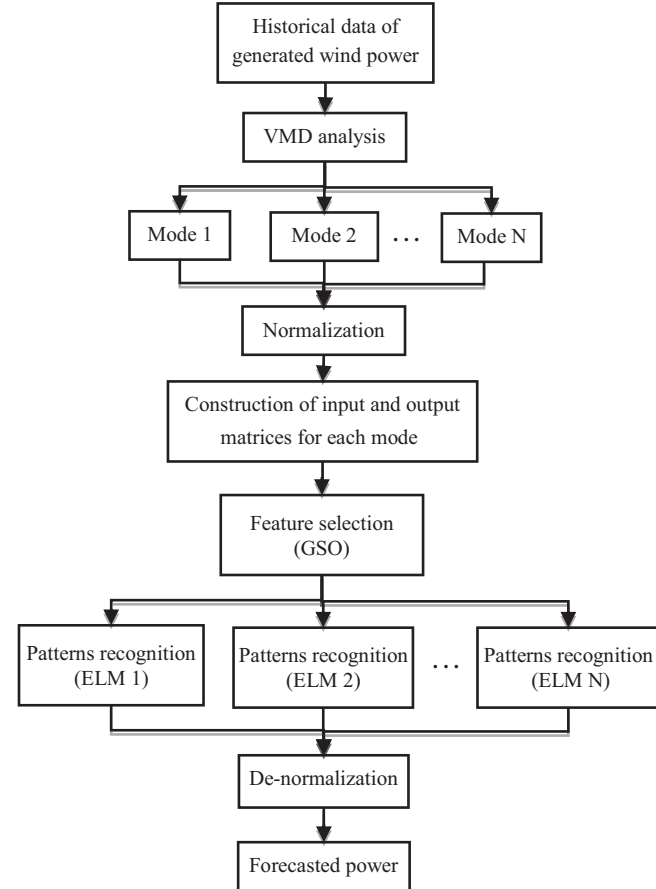 Historical data of
generated wind power
VMD analysis
Mode 1
Mode 2
...
Mode N
Normalization
Construction of input and output
matrices for each mode
Feature selection
(GSO)
Patterns recognition
(ELM 1)
Patterns recognition
(ELM 2)
...
Patterns recognition
(ELM N)
De-normalization
Forecasted power